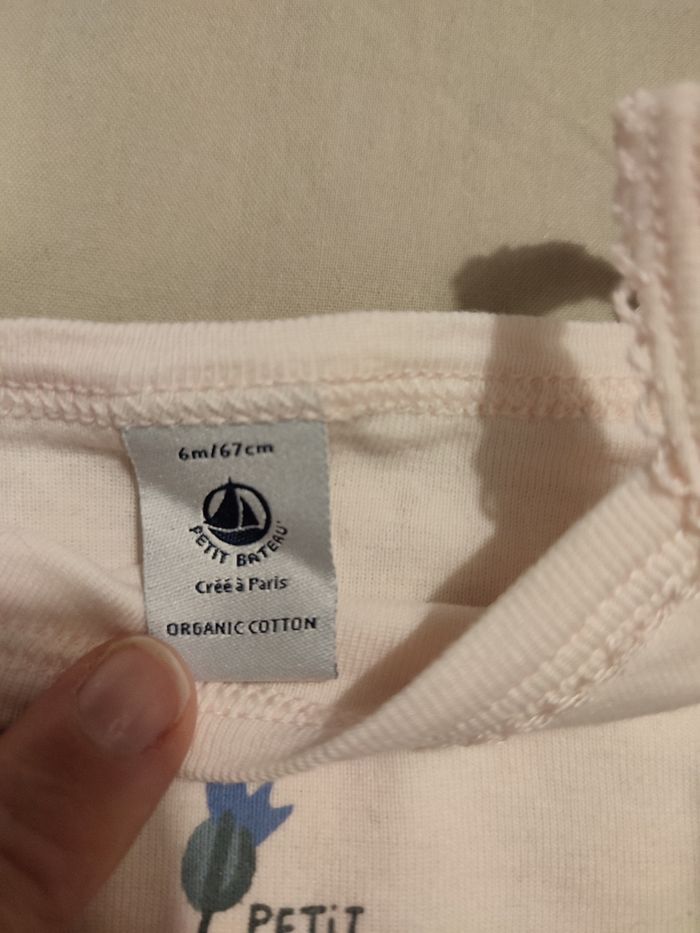 6m/67cm
PETIT BATEAU
Créé à Paris
ORGANIC COTTON
PETiT